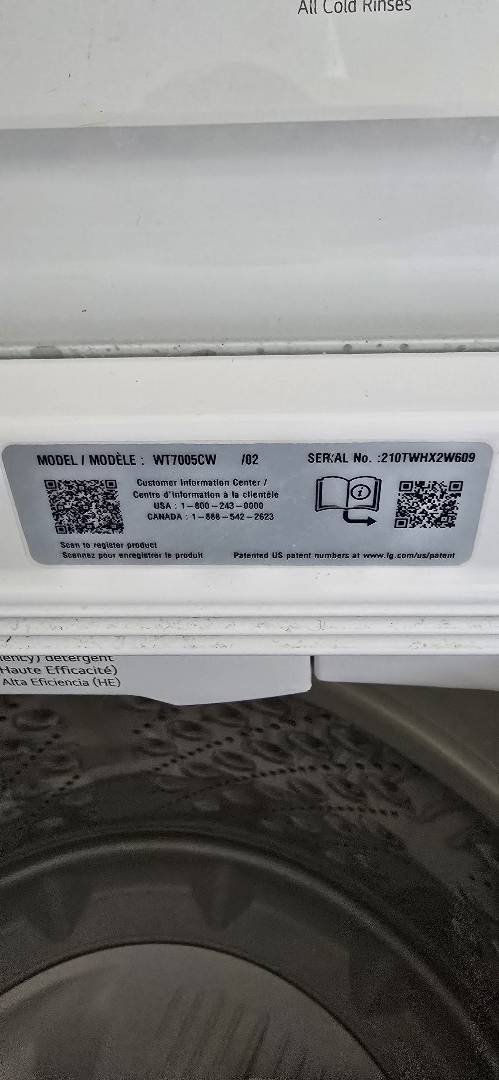 All Cold Rinses
MODEL / MODÈLE : WT7005CW /02
SERIAL No. :210TWHX2W609
Customer Information Center /
Centre d'information à la clientèle
USA : 1-800-243-0000
CANADA : 1-888-542-2623
Scan to register product
Scannez pour enregistrer le produit
Patented US patent numbers at www.lg.com/us/patent
detergent
Haute Efficacité)
Alta Eficiencia (HE)